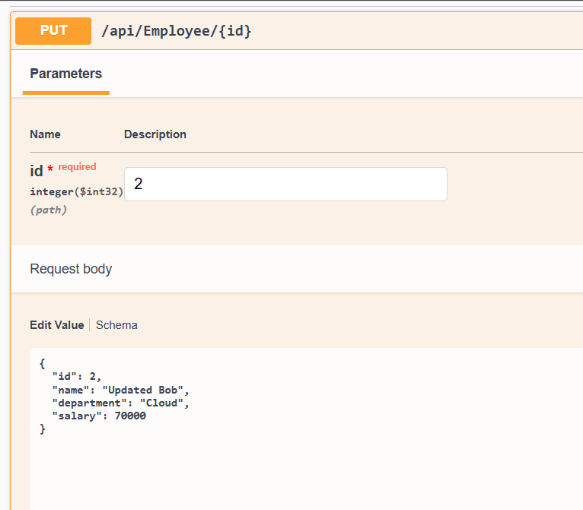 PUT /api/Employee/{id}
Parameters
Name Description
id * required
integer($int32)
(path)
2
Request body
Edit Value | Schema
{
  "id": 2,
  "name": "Updated Bob",
  "department": "Cloud",
  "salary": 70000
}